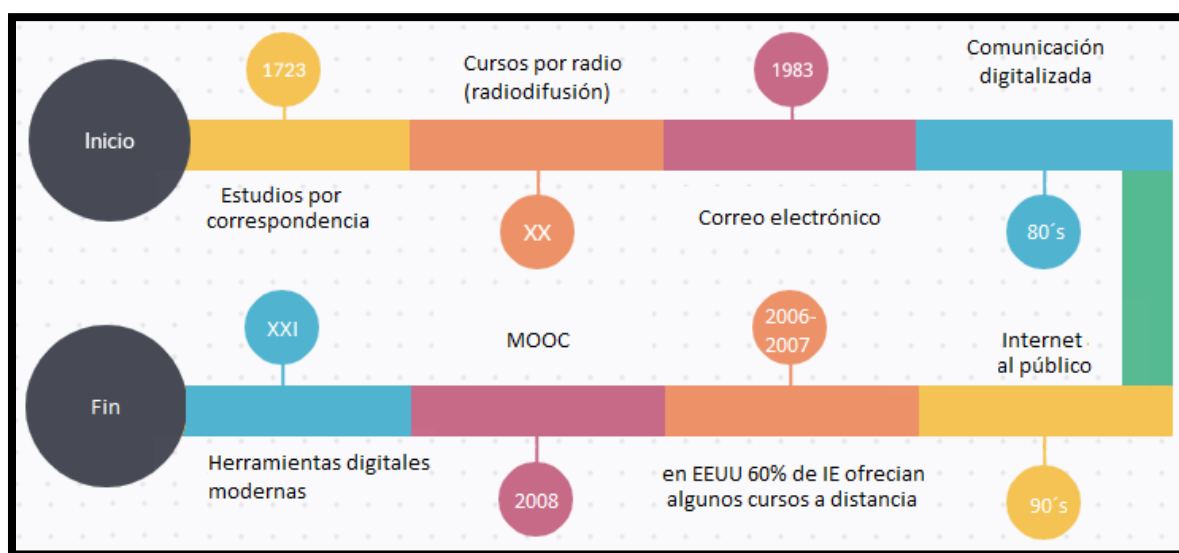 Inicio
1723
Estudios por
correspondencia
Cursos por radio
(radiodifusión)
XX
1983
Correo electrónico
Comunicación
digitalizada
80´s
Internet
al público
90´s
2006-
2007
en EEUU 60% de IE ofrecian
algunos cursos a distancia
MOOC
2008
XXI
Herramientas digitales
modernas
Fin